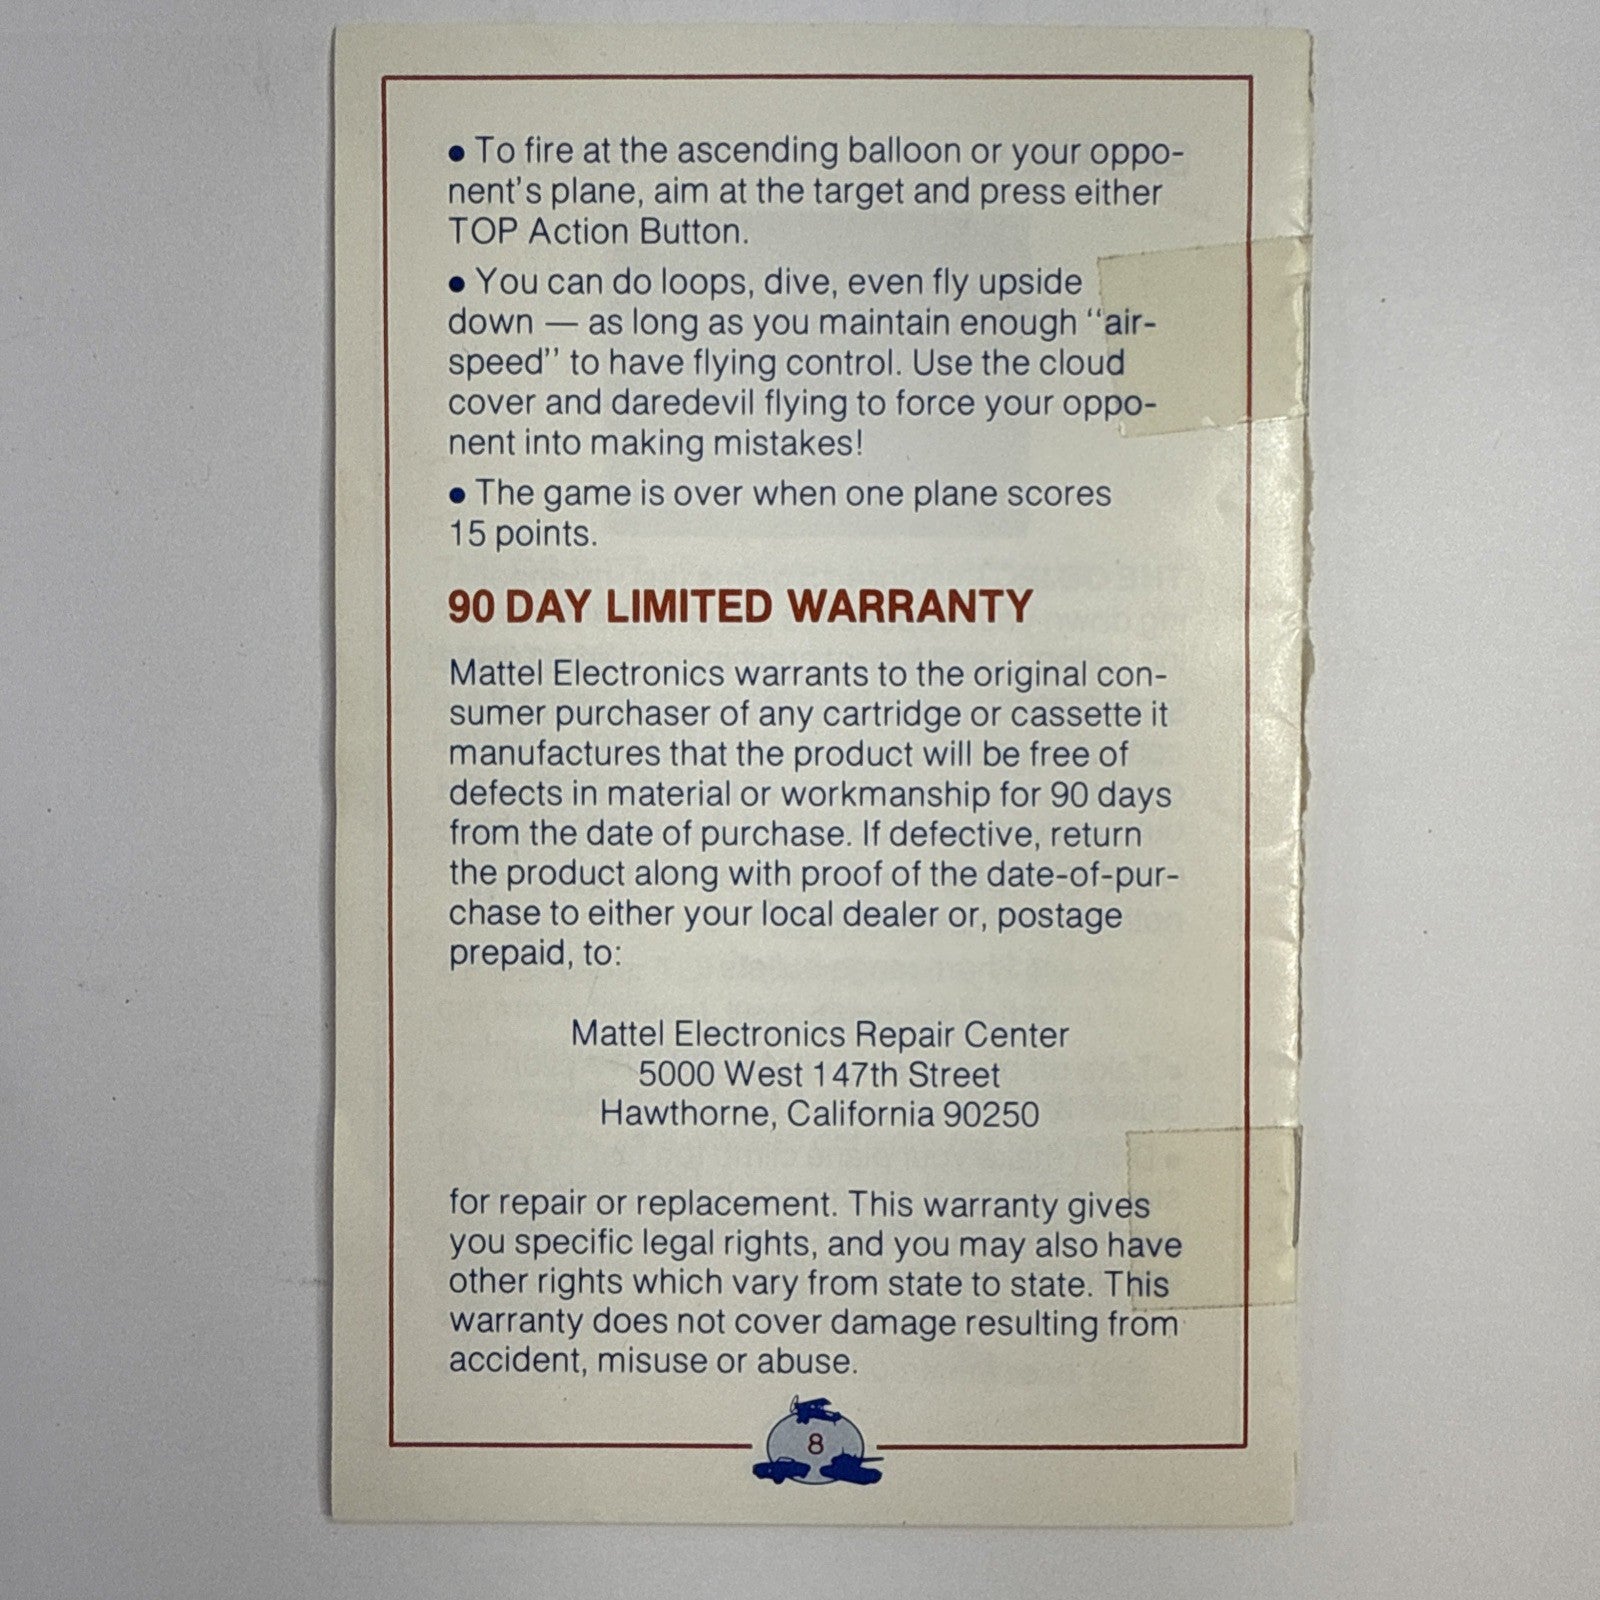 ● To fire at the ascending balloon or your oppo-
nent's plane, aim at the target and press either
TOP Action Button.
● You can do loops, dive, even fly upside
down — as long as you maintain enough "air-
speed" to have flying control. Use the cloud
cover and daredevil flying to force your oppo-
nent into making mistakes!
● The game is over when one plane scores
15 points.
90 DAY LIMITED WARRANTY
Mattel Electronics warrants to the original con-
sumer purchaser of any cartridge or cassette it
manufactures that the product will be free of
defects in material or workmanship for 90 days
from the date of purchase. If defective, return
the product along with proof of the date-of-pur-
chase to either your local dealer or, postage
prepaid, to:
Mattel Electronics Repair Center
5000 West 147th Street
Hawthorne, California 90250
for repair or replacement. This warranty gives
you specific legal rights, and you may also have
other rights which vary from state to state. This
warranty does not cover damage resulting from
accident, misuse or abuse.
8